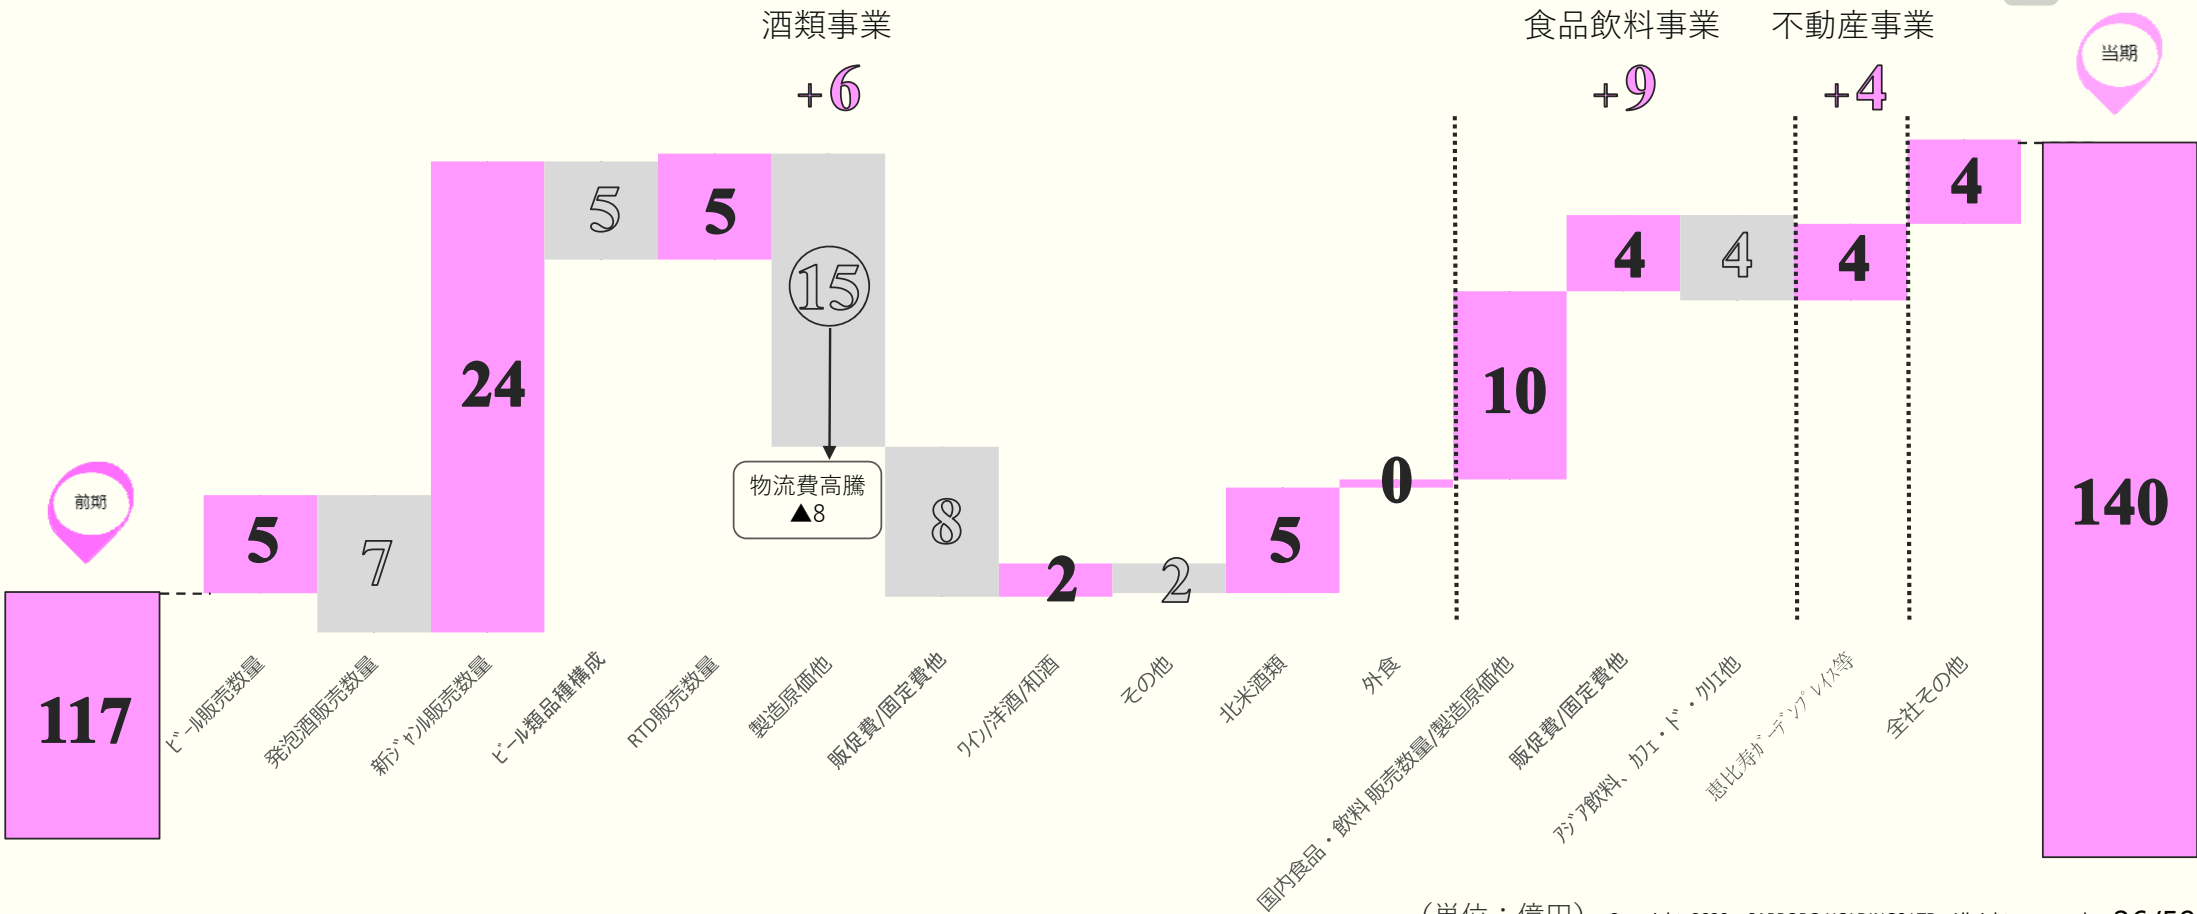 酒類事業
食品飲料事業
不動産事業
+6
+9
+4
当期
前期
117
5
7
24
5
5
15
物流費高騰
▲8
8
2
2
5
0
10
4
4
4
4
140
ビール販売数量
発泡酒販売数量
新ジャンル販売数量
ビール類品種構成
RTD販売数量
製造原価他
販促費/固定費他
ワイン/洋酒/和酒
その他
北米酒類
外食
国内食品・飲料 販売数量/製造原価他
販促費/固定費他
アジア飲料、カフェ・ド・クリエ他
恵比寿ガーデンプレイス等
全社その他
(単位:億円)